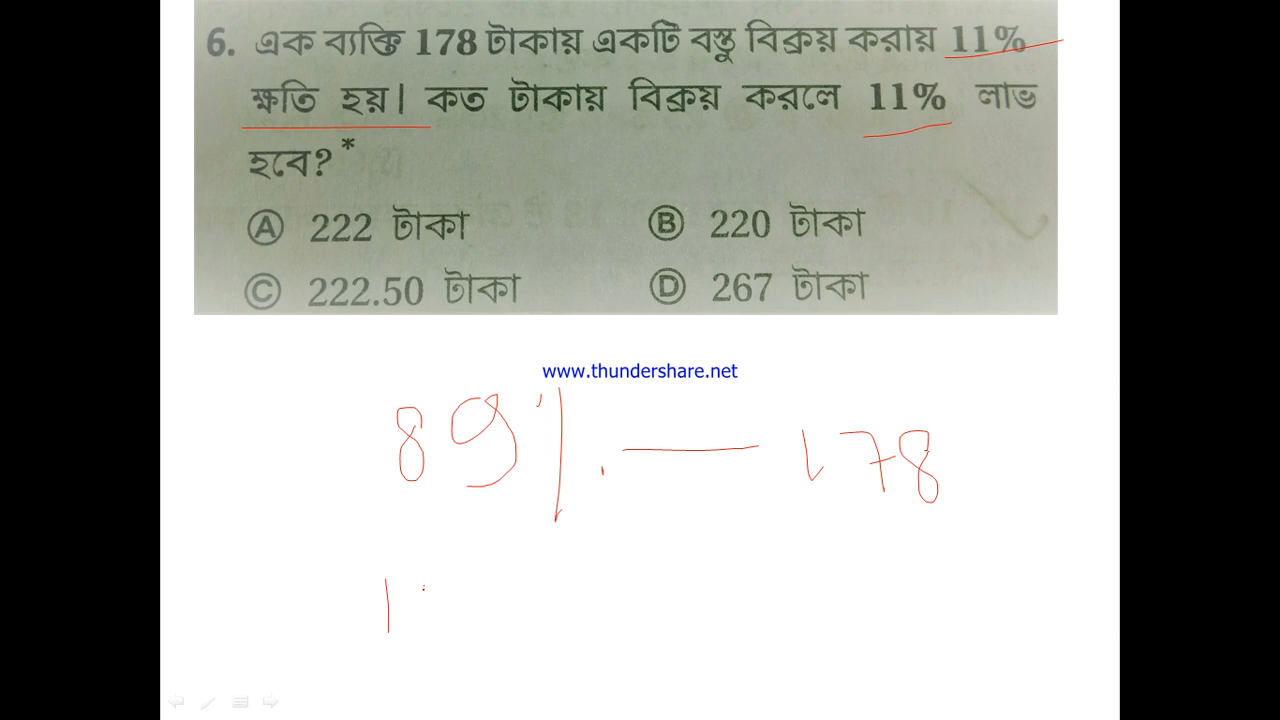 6. এক ব্যক্তি 178 টাকায় একটি বস্তু বিক্রয় করায় 11%
ক্ষতি হয়। কত টাকায় বিক্রয় করলে 11% লাভ
হবে?*
Ⓐ 222 টাকা Ⓑ 220 টাকা
Ⓒ 222.50 টাকা Ⓓ 267 টাকা
www.thundershare.net
89% — 178
1